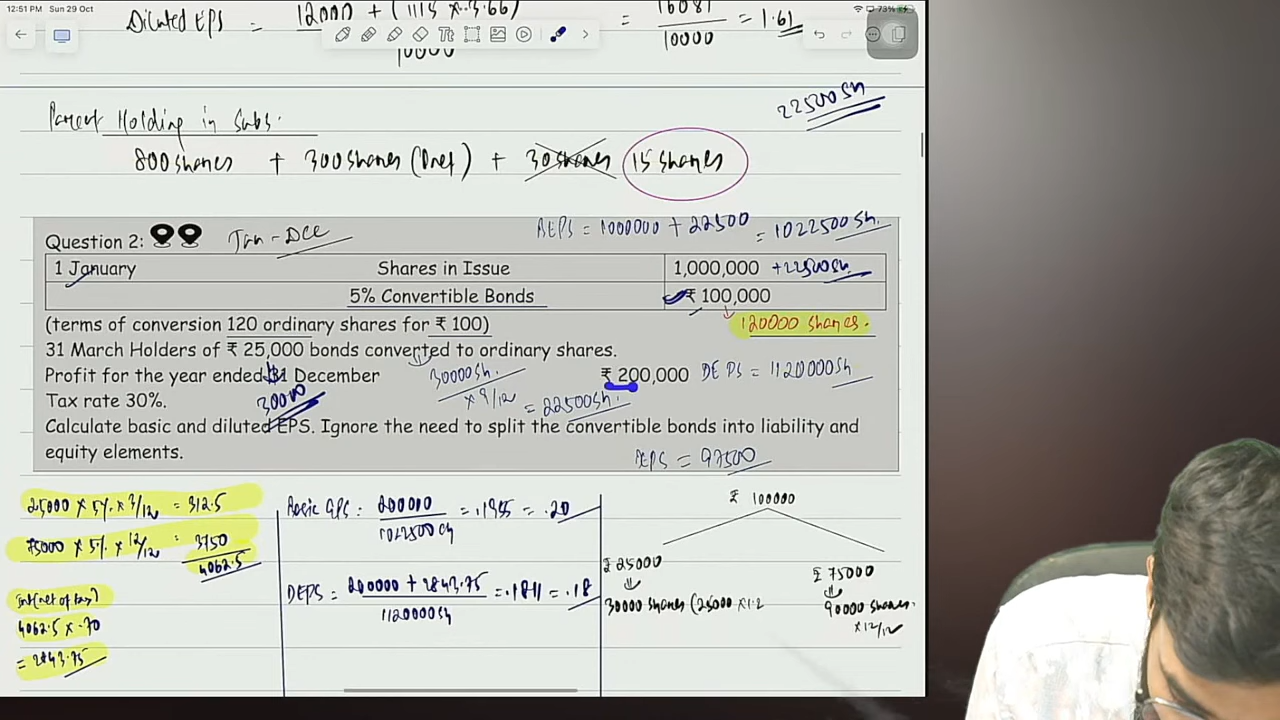 12:51 PM Sun 29 Oct
73%
Diluted EPS = 12000 + (1115 × 3.66) = 16081 = 1.61
10000 10000
Parent Holding in Subs.
22500 Sh
800 shares + 300 shares (Pref) + 30 shares 15 shares
BEPS = 1000000 + 22500 = 1022500 Sh.
Question 2: Jan-Dec
1 January Shares in Issue 1,000,000 +22500 Sh.
5% Convertible Bonds ₹ 100,000
(terms of conversion 120 ordinary shares for ₹ 100) 120000 shares.
31 March Holders of ₹ 25,000 bonds converted to ordinary shares.
Profit for the year ended 31 December 30000 Sh. ₹ 200,000 DEPS = 1120000 Sh
Tax rate 30%. 30000 × 9/12 = 22500 Sh.
Calculate basic and diluted EPS. Ignore the need to split the convertible bonds into liability and
equity elements.
BEPS = 97500
25000 × 5% × 3/12 = 312.5
75000 × 5% × 12/12 = 3750
4062.5
Int (net of tax)
4062.5 × .70
= 2843.75
Basic EPS = 200000 = .1955 = .20
1022500 Sh
DEPS = 200000 + 2843.75 = .1811 = .18
1120000 Sh
₹ 100000
₹ 25000
30000 shares (25000 × 1.2
₹ 75000
90000 shares.
× 12/12